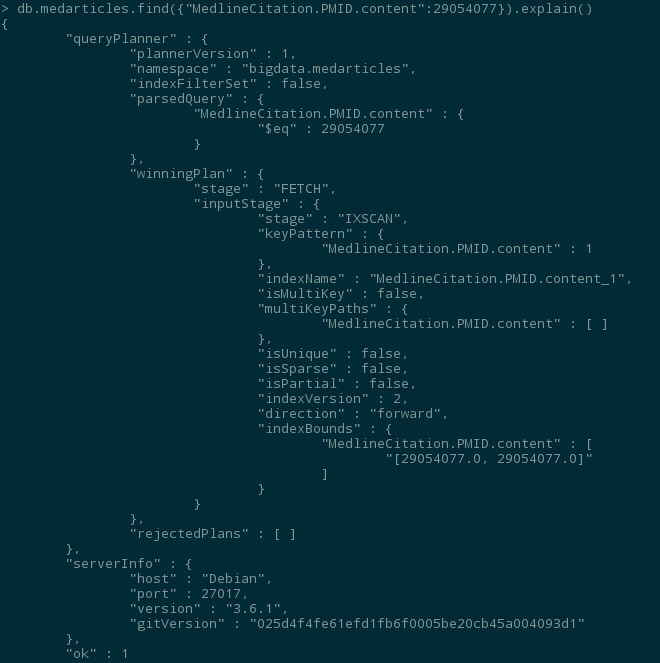 > db.medarticles.find({"MedlineCitation.PMID.content":29054077}).explain()
{
"queryPlanner" : {
"plannerVersion" : 1,
"namespace" : "bigdata.medarticles",
"indexFilterSet" : false,
"parsedQuery" : {
"MedlineCitation.PMID.content" : {
"$eq" : 29054077
}
},
"winningPlan" : {
"stage" : "FETCH",
"inputStage" : {
"stage" : "IXSCAN",
"keyPattern" : {
"MedlineCitation.PMID.content" : 1
},
"indexName" : "MedlineCitation.PMID.content_1",
"isMultiKey" : false,
"multiKeyPaths" : {
"MedlineCitation.PMID.content" : [ ]
},
"isUnique" : false,
"isSparse" : false,
"isPartial" : false,
"indexVersion" : 2,
"direction" : "forward",
"indexBounds" : {
"MedlineCitation.PMID.content" : [
"[29054077.0, 29054077.0]"
]
}
}
},
"rejectedPlans" : [ ]
},
"serverInfo" : {
"host" : "Debian",
"port" : 27017,
"version" : "3.6.1",
"gitVersion" : "025d4f4fe61efd1fb6f0005be20cb45a004093d1"
},
"ok" : 1